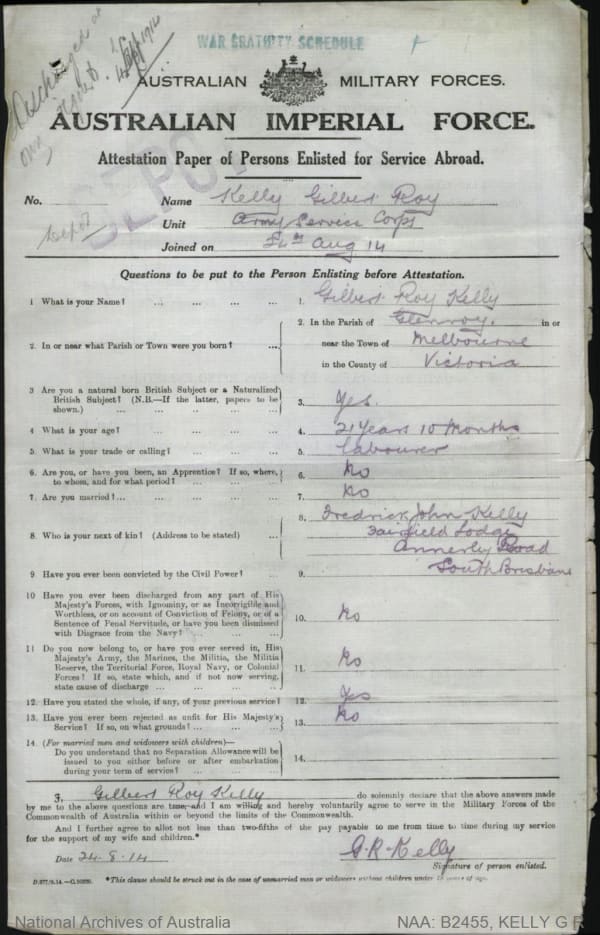 Discharged at
own request.
4 Sep 1914
WAR GRATUITY SCHEDULE
AUSTRALIAN MILITARY FORCES.
AUSTRALIAN IMPERIAL FORCE.
Attestation Paper of Persons Enlisted for Service Abroad.
DEPOT
No. Name Kelly Gilbert Roy
Depot Unit Army Service Corps
Joined on 24th Aug 14
Questions to be put to the Person Enlisting before Attestation.
1 What is your Name? ... ... ... ... 1. Gilbert Roy Kelly
2. In or near what Parish or Town were you born? ... 2. In the Parish of Glenroy. in or
near the Town of Melbourne
in the County of Victoria
3 Are you a natural born British Subject or a Naturalized
British Subject? (N.B.—If the latter, papers to be
shown.) ... ... ... ... 3. Yes.
4 What is your age? ... ... ... ... 4. 21 Years 10 Months
5. What is your trade or calling? ... ... ... 5. Labourer
6. Are you, or have you been, an Apprentice? If so, where,
to whom, and for what period? ... ... ... 6. No
7. Are you married? ... ... ... ... 7. No
8. Who is your next of kin? (Address to be stated) ... 8. Fredrick John Kelly
Fairfield Lodge
Annerly Road
South Brisbane
9 Have you ever been convicted by the Civil Power? ... 9.
10 Have you ever been discharged from any part of His
Majesty's Forces, with Ignominy, or as Incorrigible and
Worthless, or on account of Conviction of Felony, or of a
Sentence of Penal Servitude, or have you been dismissed
with Disgrace from the Navy? ... ... ... 10. No
11 Do you now belong to, or have you ever served in, His
Majesty's Army, the Marines, the Militia, the Militia
Reserve, the Territorial Force, Royal Navy, or Colonial
Forces? If so, state which, and if not now serving,
state cause of discharge ... ... ... 11. No
12. Have you stated the whole, if any, of your previous service? 12. Yes
13. Have you ever been rejected as unfit for His Majesty's
Service? If so, on what grounds? ... ... 13. No
14. (For married men and widowers with children)—
Do you understand that no Separation Allowance will be
issued to you either before or after embarkation
during your term of service? ... ... ... 14.
I, Gilbert Roy Kelly do solemnly declare that the above answers made
by me to the above questions are true, and I am willing and hereby voluntarily agree to serve in the Military Forces of the
Commonwealth of Australia within or beyond the limits of the Commonwealth.
And I further agree to allot not less than two-fifths of the pay payable to me from time to time during my service
for the support of my wife and children.*
Date 24.8.14 G.R. Kelly
Signature of person enlisted.
*This clause should be struck out in the case of unmarried men or widowers without children under 18 years of age.
National Archives of Australia NAA: B2455, KELLY G R